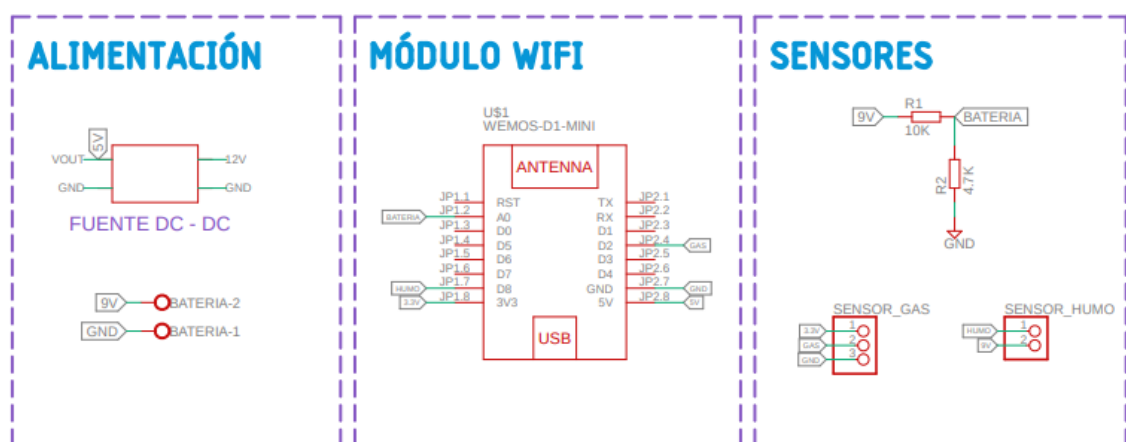 ALIMENTACIÓN
5V
VOUT
12V
GND
GND
FUENTE DC - DC
9V
BATERIA-2
GND
BATERIA-1
MÓDULO WIFI
U$1
WEMOS-D1-MINI
ANTENNA
JP1.1
RST
TX
JP2.1
BATERIA
JP1.2
A0
RX
JP2.2
JP1.3
D0
D1
JP2.3
JP1.4
D5
D2
JP2.4
GAS
JP1.5
D6
D3
JP2.5
JP1.6
D7
D4
JP2.6
HUMO
JP1.7
D8
GND
JP2.7
GND
3.3V
JP1.8
3V3
5V
JP2.8
5V
USB
SENSORES
R1
9V
10K
BATERIA
R2
4.7K
GND
SENSOR_GAS
3.3V
1
GAS
2
GND
3
SENSOR_HUMO
HUMO
1
9V
2